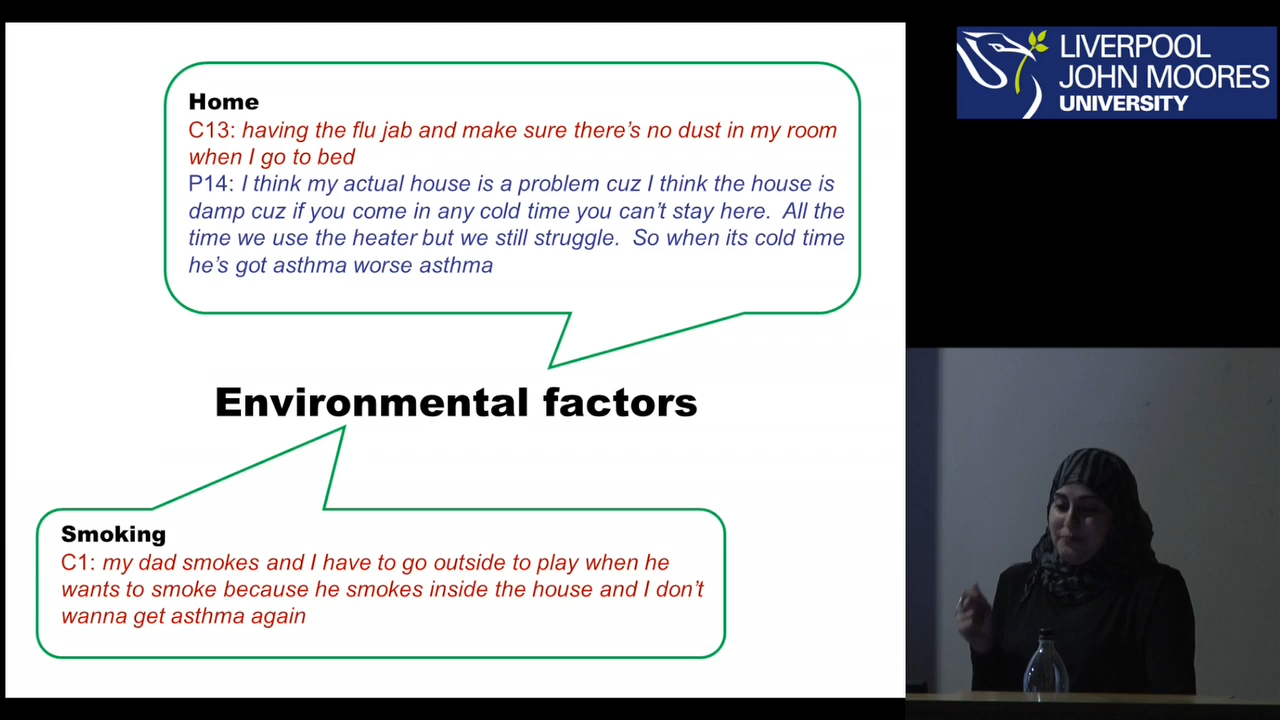 Home
C13: having the flu jab and make sure there's no dust in my room
when I go to bed
P14: I think my actual house is a problem cuz I think the house is
damp cuz if you come in any cold time you can't stay here.  All the
time we use the heater but we still struggle.  So when its cold time
he's got asthma worse asthma
Environmental factors
Smoking
C1: my dad smokes and I have to go outside to play when he
wants to smoke because he smokes inside the house and I don't
wanna get asthma again
LIVERPOOL
JOHN MOORES
UNIVERSITY